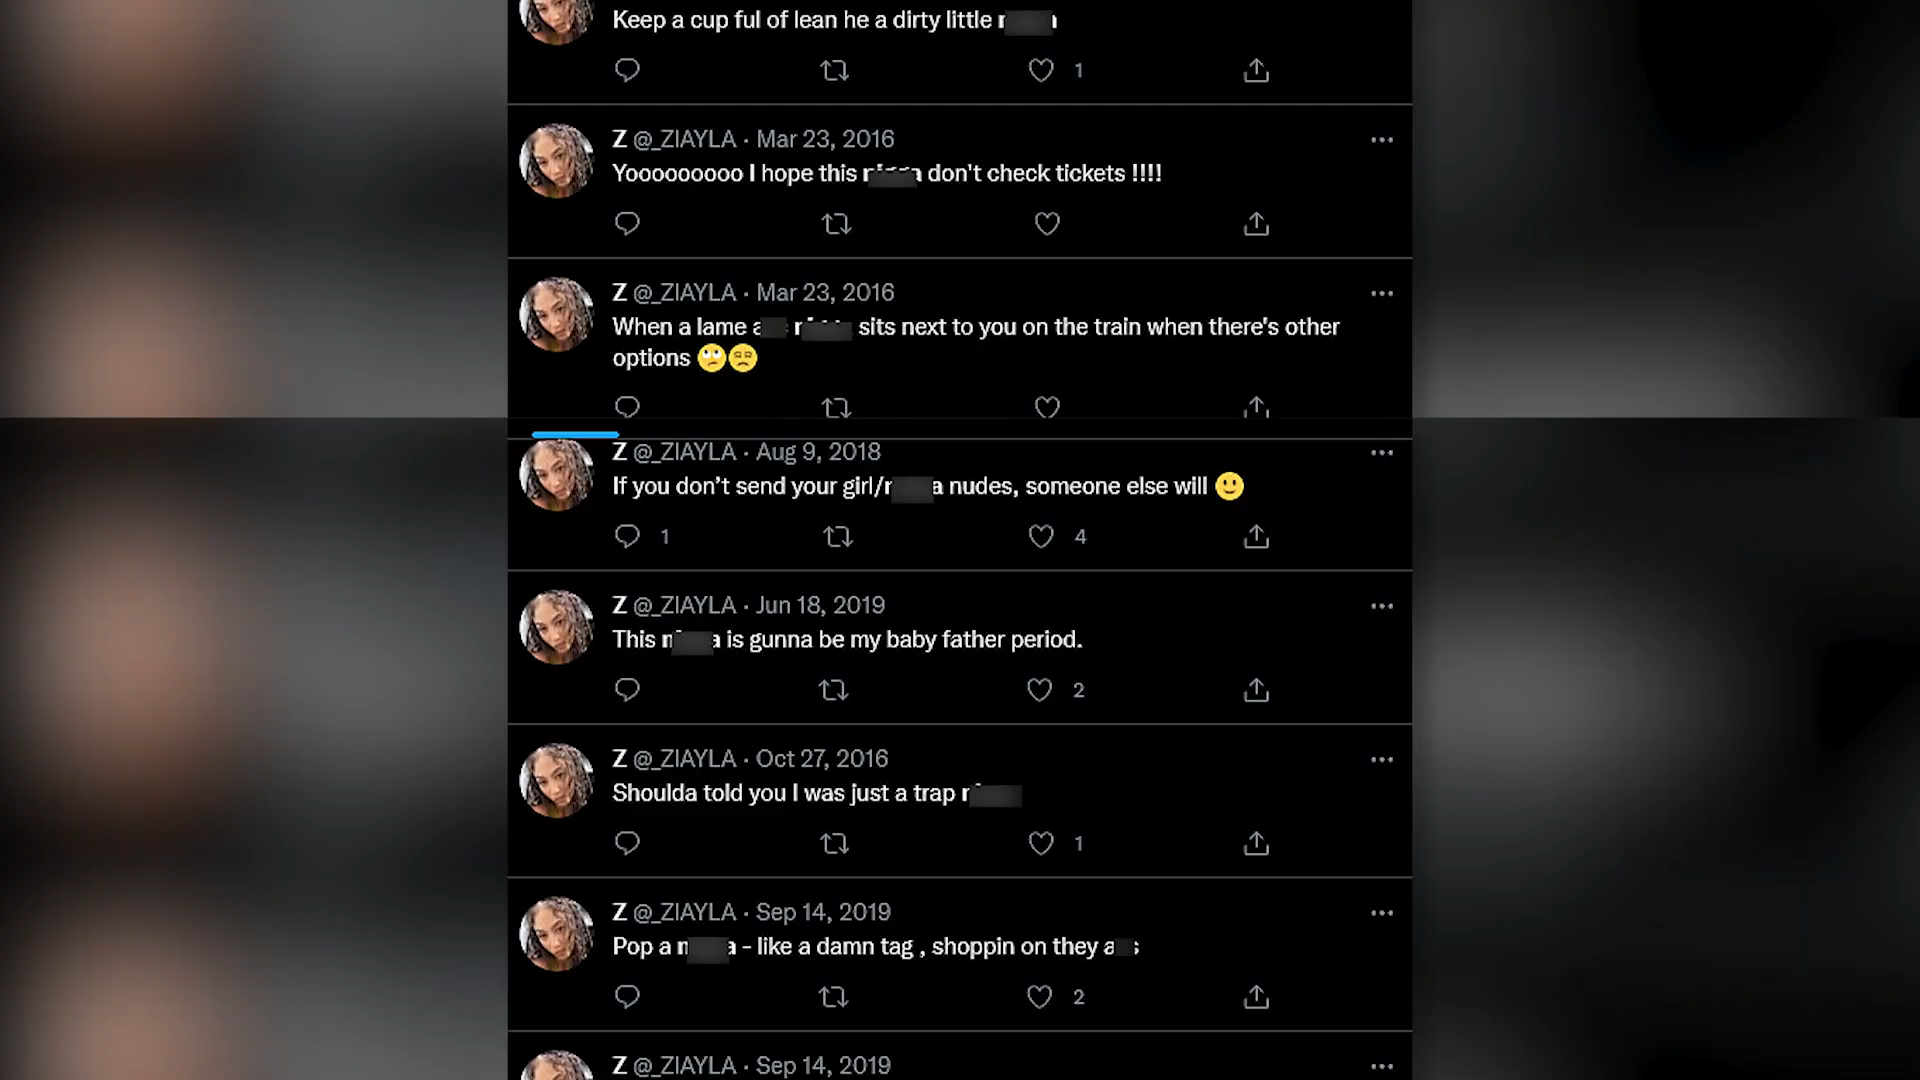 Keep a cup ful of lean he a dirty little
1
Z @_ZIAYLA · Mar 23, 2016
Yooooooooo I hope this don't check tickets !!!!
Z @_ZIAYLA · Mar 23, 2016
When a lame sits next to you on the train when there's other
options 🙄😒
Z @_ZIAYLA · Aug 9, 2018
If you don’t send your girl/ nudes, someone else will 🙂
1 4
Z @_ZIAYLA · Jun 18, 2019
This is gunna be my baby father period.
2
Z @_ZIAYLA · Oct 27, 2016
Shoulda told you I was just a trap
1
Z @_ZIAYLA · Sep 14, 2019
Pop a - like a damn tag , shoppin on they
2
Z @_ZIAYLA · Sep 14, 2019